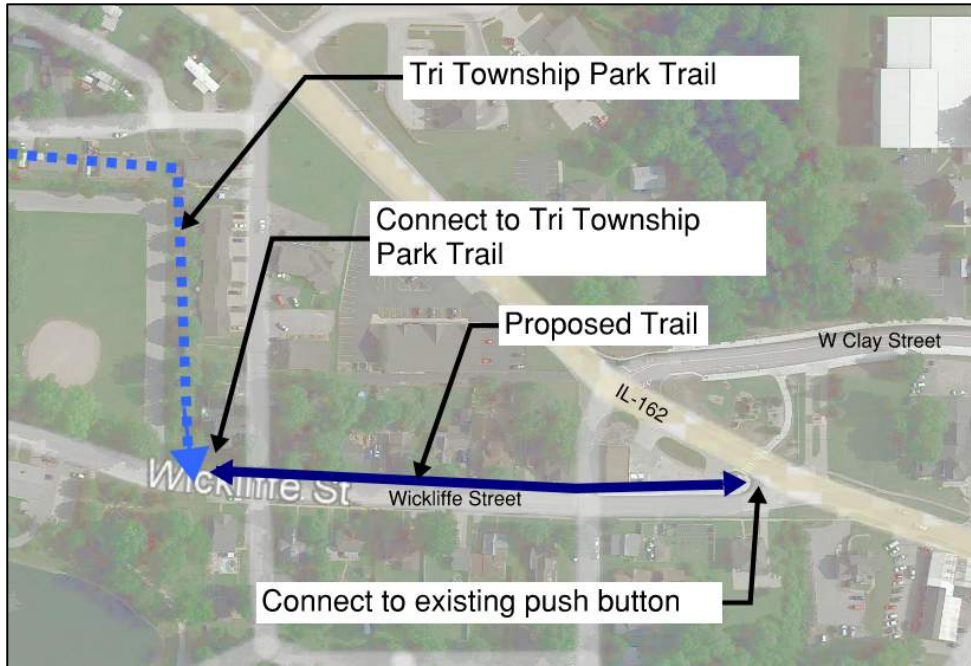 Tri Township Park Trail
Connect to Tri Township
Park Trail
Proposed Trail
W Clay Street
IL-162
Wickliffe St
Wickliffe Street
Connect to existing push button